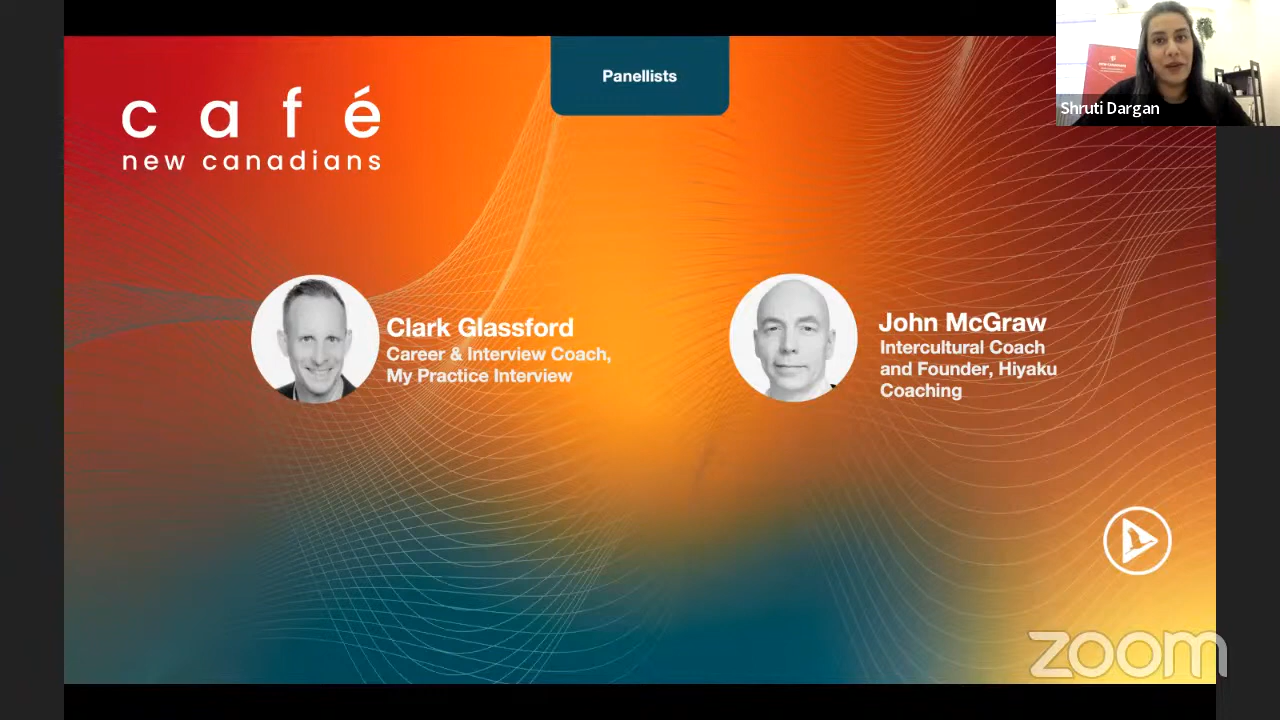 Panellists
café
new canadians
Shruti Dargan
Clark Glassford
Career & Interview Coach,
My Practice Interview
John McGraw
Intercultural Coach
and Founder, Hiyaku
Coaching
zoom